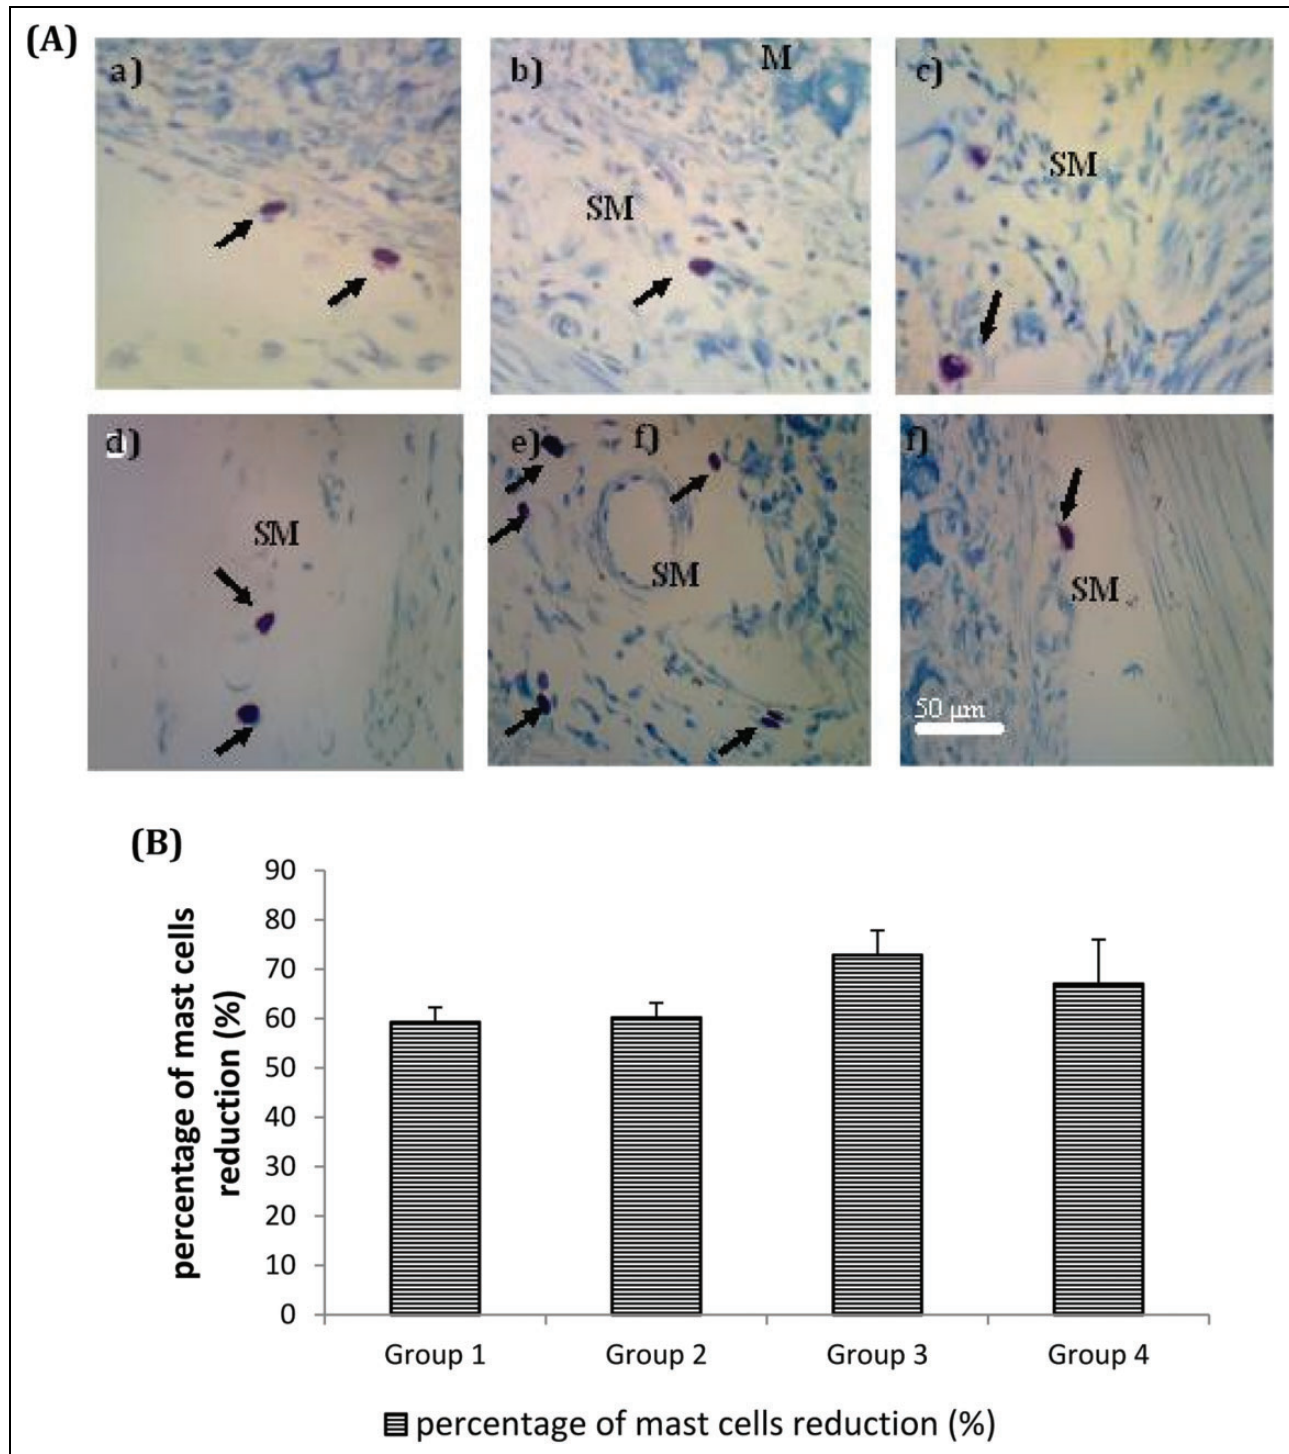 (A)
a)
b)
M
SM
c)
SM
d)
SM
e)
f)
SM
f)
SM
50 μm
(B)
percentage of mast cells
reduction (%)
90
80
70
60
50
40
30
20
10
0
Group 1
Group 2
Group 3
Group 4
percentage of mast cells reduction (%)